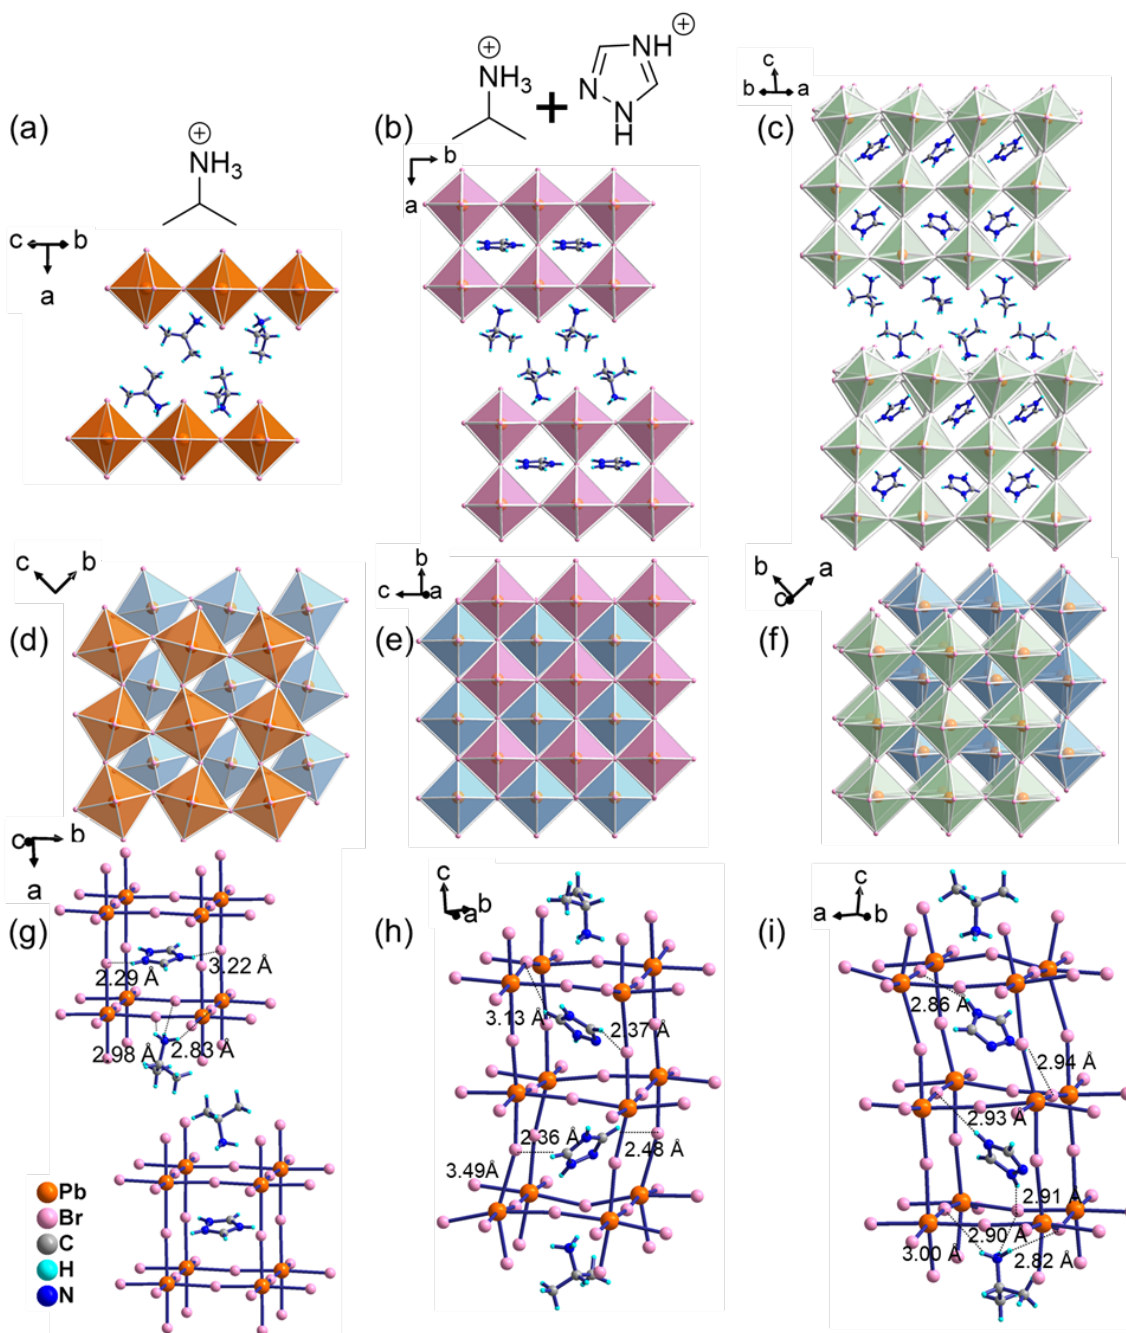 (a)
⊕
NH3
c
b
a
(b)
⊕
NH3
+
⊕
NH
N
N
H
b
a
(c)
c
b
a
(d)
c
b
(e)
b
c
a
(f)
b
a
c
(g)
c
b
a
2.29 Å
3.22 Å
2.98 Å
2.83 Å
Pb
Br
C
H
N
(h)
c
b
a
3.13 Å
2.37 Å
2.36 Å
2.48 Å
3.49Å
(i)
c
a
b
2.86 Å
2.94 Å
2.93 Å
2.91 Å
2.90 Å
3.00 Å
2.82 Å